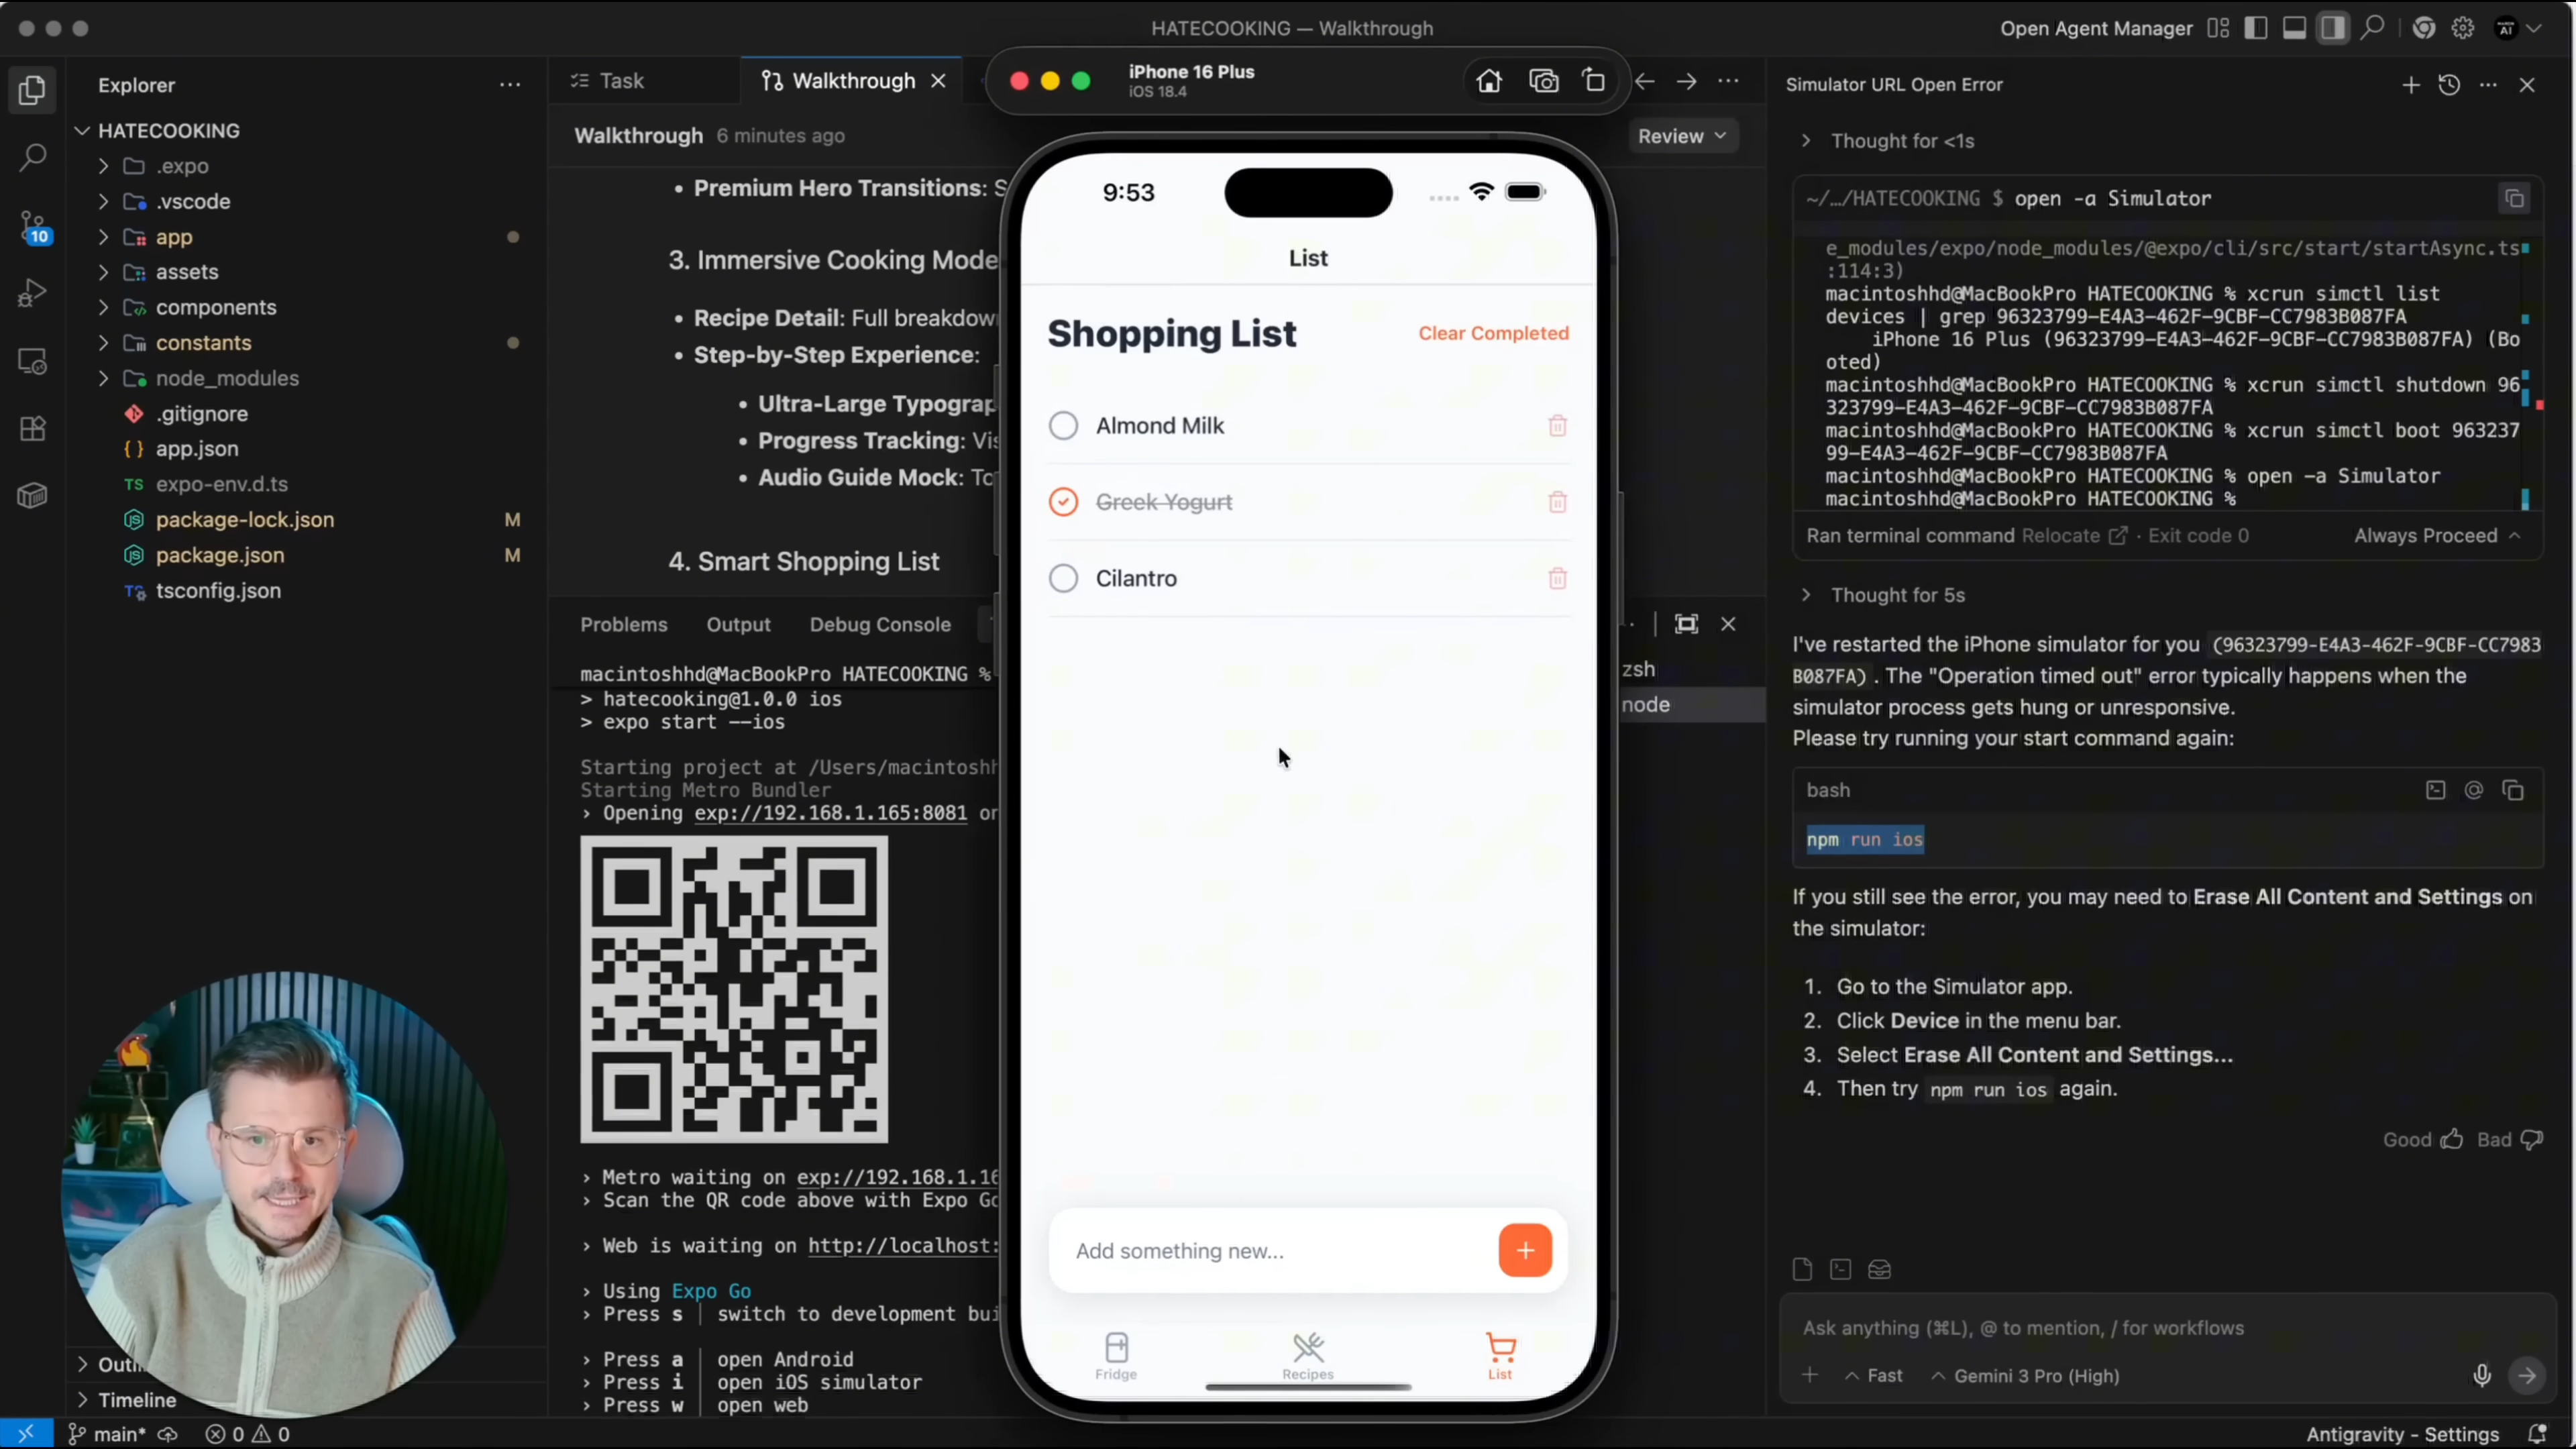 HATECOOKING — Walkthrough
Open Agent Manager
Explorer
HATECOOKING
.expo
.vscode
app
assets
components
constants
node_modules
.gitignore
app.json
expo-env.d.ts
package-lock.json M
package.json M
tsconfig.json
10
Timeline
main*
0 0
Task
Walkthrough
Walkthrough 6 minutes ago
Review
• Premium Hero Transitions: S
3. Immersive Cooking Mode
• Recipe Detail: Full breakdown
• Step-by-Step Experience:
• Ultra-Large Typograp
• Progress Tracking: Vis
• Audio Guide Mock: To
4. Smart Shopping List
Problems Output Debug Console
zsh
node
macintoshhd@MacBookPro HATECOOKING %
> hatecooking@1.0.0 ios
> expo start --ios
Starting project at /Users/macintoshh
Starting Metro Bundler
› Opening exp://192.168.1.165:8081 on
› Metro waiting on exp://192.168.1.16
› Scan the QR code above with Expo Go
› Web is waiting on http://localhost:
› Using Expo Go
› Press s │ switch to development bui
› Press a │ open Android
› Press i │ open iOS simulator
› Press w │ open web
iPhone 16 Plus
iOS 18.4
9:53
List
Shopping List
Clear Completed
Almond Milk
Greek Yogurt
Cilantro
Add something new...
+
Fridge
Recipes
List
Simulator URL Open Error
Thought for <1s
~/…/HATECOOKING $ open -a Simulator
e_modules/expo/node_modules/@expo/cli/src/start/startAsync.ts
:114:3)
macintoshhd@MacBookPro HATECOOKING % xcrun simctl list
devices | grep 96323799-E4A3-462F-9CBF-CC7983B087FA
iPhone 16 Plus (96323799-E4A3-462F-9CBF-CC7983B087FA) (Bo
oted)
macintoshhd@MacBookPro HATECOOKING % xcrun simctl shutdown 96
323799-E4A3-462F-9CBF-CC7983B087FA
macintoshhd@MacBookPro HATECOOKING % xcrun simctl boot 963237
99-E4A3-462F-9CBF-CC7983B087FA
macintoshhd@MacBookPro HATECOOKING % open -a Simulator
macintoshhd@MacBookPro HATECOOKING %
Ran terminal command Relocate · Exit code 0 Always Proceed
Thought for 5s
I've restarted the iPhone simulator for you (96323799-E4A3-462F-9CBF-CC7983
B087FA) . The "Operation timed out" error typically happens when the
simulator process gets hung or unresponsive.
Please try running your start command again:
bash
npm run ios
If you still see the error, you may need to Erase All Content and Settings on
the simulator:
1. Go to the Simulator app.
2. Click Device in the menu bar.
3. Select Erase All Content and Settings...
4. Then try npm run ios again.
Good Bad
Ask anything (⌘L), @ to mention, / for workflows
Fast Gemini 3 Pro (High)
Antigravity - Settings